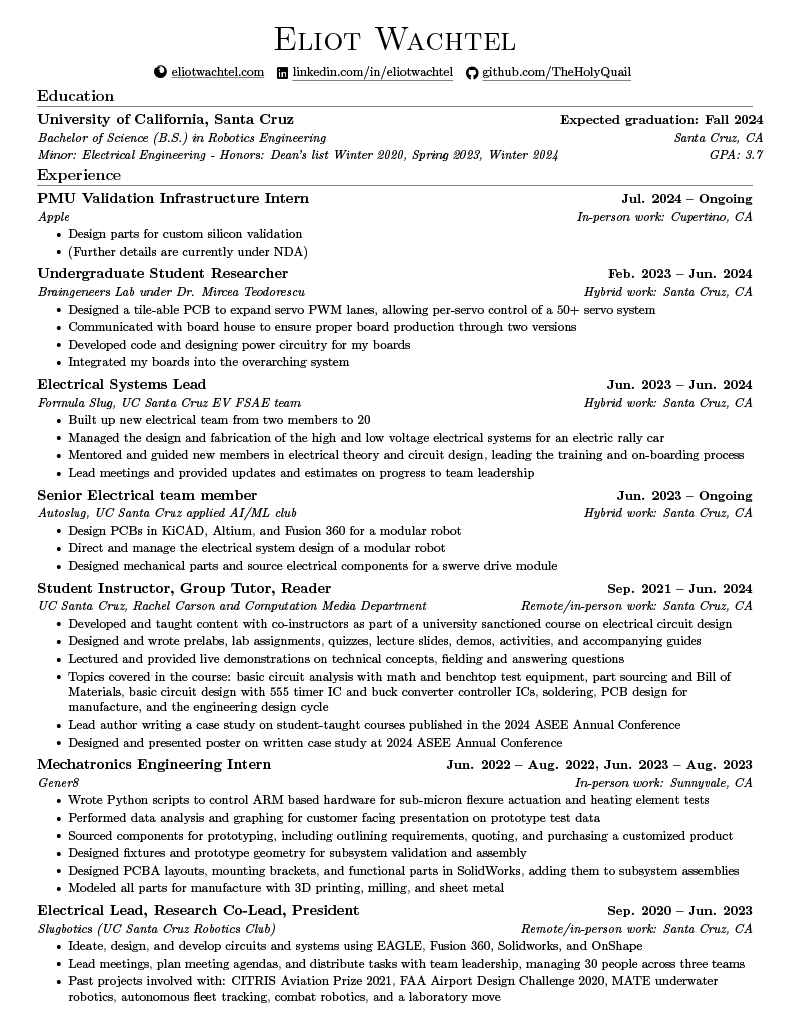 Eliot Wachtel
eliotwachtel.com linkedin.com/in/eliotwachtel github.com/TheHolyQuail
Education
University of California, Santa Cruz Expected graduation: Fall 2024
Bachelor of Science (B.S.) in Robotics Engineering Santa Cruz, CA
Minor: Electrical Engineering - Honors: Dean's list Winter 2020, Spring 2023, Winter 2024 GPA: 3.7
Experience
PMU Validation Infrastructure Intern Jul. 2024 – Ongoing
Apple In-person work: Cupertino, CA
• Design parts for custom silicon validation
• (Further details are currently under NDA)
Undergraduate Student Researcher Feb. 2023 – Jun. 2024
Braingeneers Lab under Dr. Mircea Teodorescu Hybrid work: Santa Cruz, CA
• Designed a tile-able PCB to expand servo PWM lanes, allowing per-servo control of a 50+ servo system
• Communicated with board house to ensure proper board production through two versions
• Developed code and designing power circuitry for my boards
• Integrated my boards into the overarching system
Electrical Systems Lead Jun. 2023 – Jun. 2024
Formula Slug, UC Santa Cruz EV FSAE team Hybrid work: Santa Cruz, CA
• Built up new electrical team from two members to 20
• Managed the design and fabrication of the high and low voltage electrical systems for an electric rally car
• Mentored and guided new members in electrical theory and circuit design, leading the training and on-boarding process
• Lead meetings and provided updates and estimates on progress to team leadership
Senior Electrical team member Jun. 2023 – Ongoing
Autoslug, UC Santa Cruz applied AI/ML club Hybrid work: Santa Cruz, CA
• Design PCBs in KiCAD, Altium, and Fusion 360 for a modular robot
• Direct and manage the electrical system design of a modular robot
• Designed mechanical parts and source electrical components for a swerve drive module
Student Instructor, Group Tutor, Reader Sep. 2021 – Jun. 2024
UC Santa Cruz, Rachel Carson and Computation Media Department Remote/in-person work: Santa Cruz, CA
• Developed and taught content with co-instructors as part of a university sanctioned course on electrical circuit design
• Designed and wrote prelabs, lab assignments, quizzes, lecture slides, demos, activities, and accompanying guides
• Lectured and provided live demonstrations on technical concepts, fielding and answering questions
• Topics covered in the course: basic circuit analysis with math and benchtop test equipment, part sourcing and Bill of
Materials, basic circuit design with 555 timer IC and buck converter controller ICs, soldering, PCB design for
manufacture, and the engineering design cycle
• Lead author writing a case study on student-taught courses published in the 2024 ASEE Annual Conference
• Designed and presented poster on written case study at 2024 ASEE Annual Conference
Mechatronics Engineering Intern Jun. 2022 – Aug. 2022, Jun. 2023 – Aug. 2023
Gener8 In-person work: Sunnyvale, CA
• Wrote Python scripts to control ARM based hardware for sub-micron flexure actuation and heating element tests
• Performed data analysis and graphing for customer facing presentation on prototype test data
• Sourced components for prototyping, including outlining requirements, quoting, and purchasing a customized product
• Designed fixtures and prototype geometry for subsystem validation and assembly
• Designed PCBA layouts, mounting brackets, and functional parts in SolidWorks, adding them to subsystem assemblies
• Modeled all parts for manufacture with 3D printing, milling, and sheet metal
Electrical Lead, Research Co-Lead, President Sep. 2020 – Jun. 2023
Slugbotics (UC Santa Cruz Robotics Club) Remote/in-person work: Santa Cruz, CA
• Ideate, design, and develop circuits and systems using EAGLE, Fusion 360, Solidworks, and OnShape
• Lead meetings, plan meeting agendas, and distribute tasks with team leadership, managing 30 people across three teams
• Past projects involved with: CITRIS Aviation Prize 2021, FAA Airport Design Challenge 2020, MATE underwater
robotics, autonomous fleet tracking, combat robotics, and a laboratory move